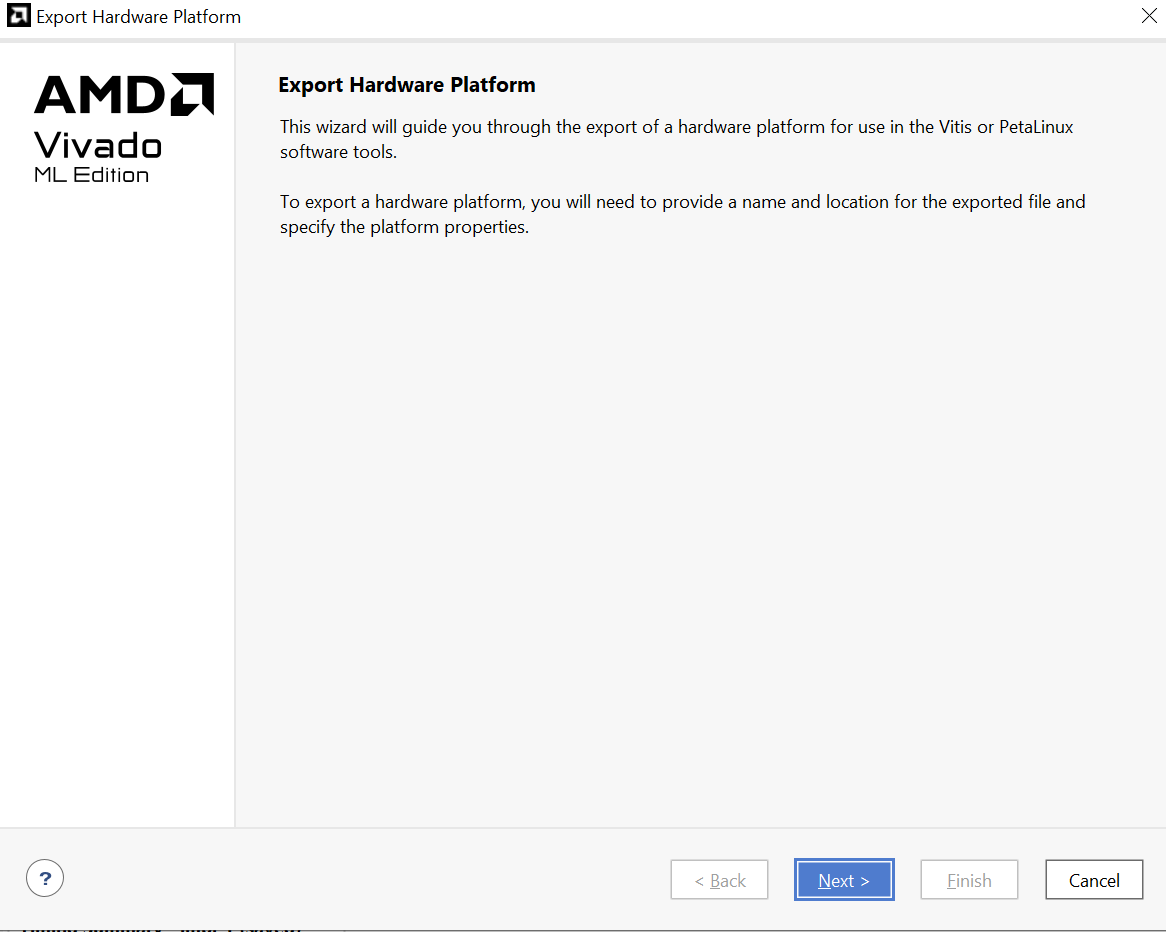 Export Hardware Platform
AMD
Vivado
ML Edition
Export Hardware Platform
This wizard will guide you through the export of a hardware platform for use in the Vitis or PetaLinux
software tools.
To export a hardware platform, you will need to provide a name and location for the exported file and
specify the platform properties.
?
< Back
Next >
Finish
Cancel